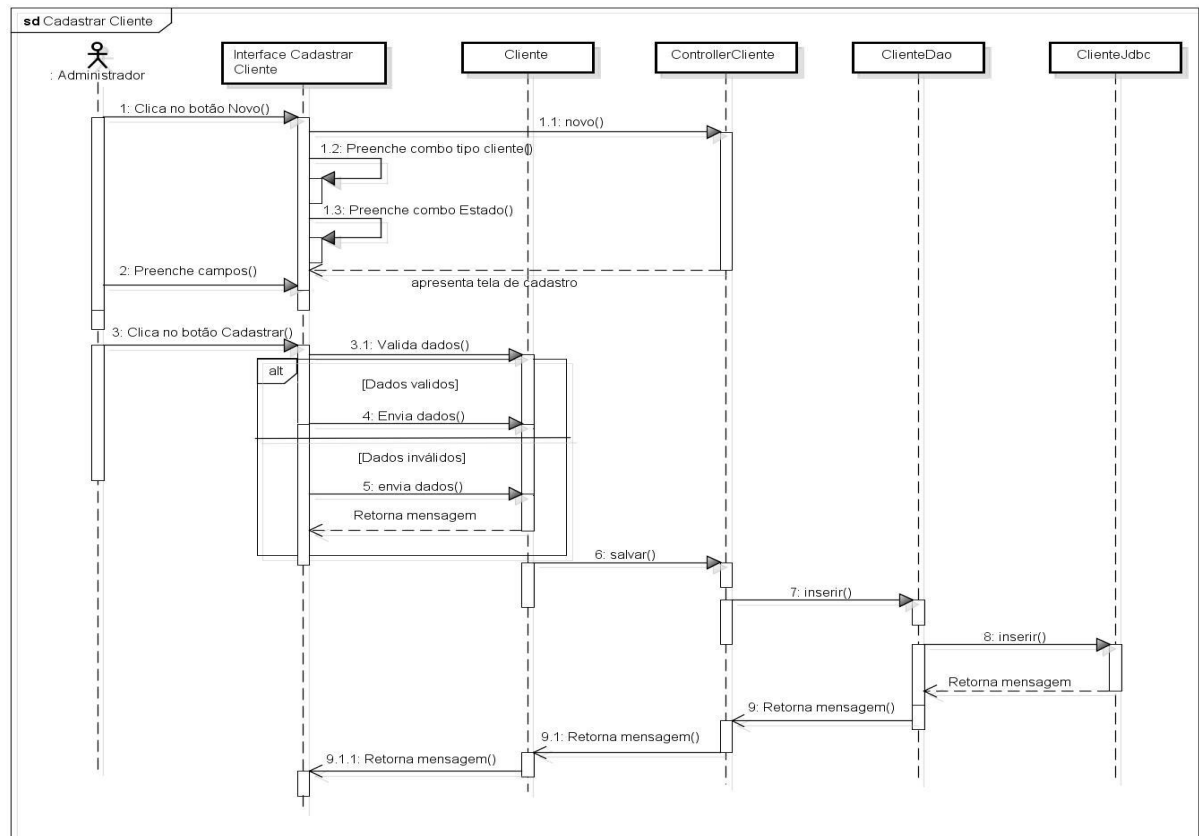 sd Cadastrar Cliente
: Administrador
Interface Cadastrar
Cliente
Cliente
ControllerCliente
ClienteDao
ClienteJdbc
1: Clica no botão Novo()
1.1: novo()
1.2: Preenche combo tipo cliente()
1.3: Preenche combo Estado()
2: Preenche campos()
apresenta tela de cadastro
3: Clica no botão Cadastrar()
3.1: Valida dados()
alt
[Dados validos]
4: Envia dados()
[Dados inválidos]
5: envia dados()
Retorna mensagem
6: salvar()
7: inserir()
8: inserir()
Retorna mensagem
9: Retorna mensagem()
9.1: Retorna mensagem()
9.1.1: Retorna mensagem()